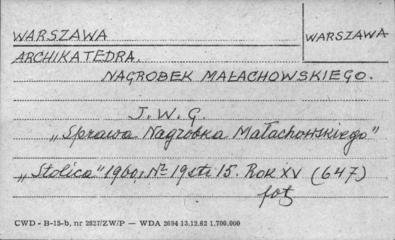 WARSZAWA
WARSZAWA
ARCHIKATEDRA.
NAGROBEK MAŁACHOWSKIEGO.
J. W. G.
„Sprawa Nagrobka Małachowskiego"
„Stolica" 1960, Nr 19 str 15. Rok XV (647)
fot
CWD - B-15-b, nr 2827/ZW/P — WDA 2694 13.12.62 1.700.000